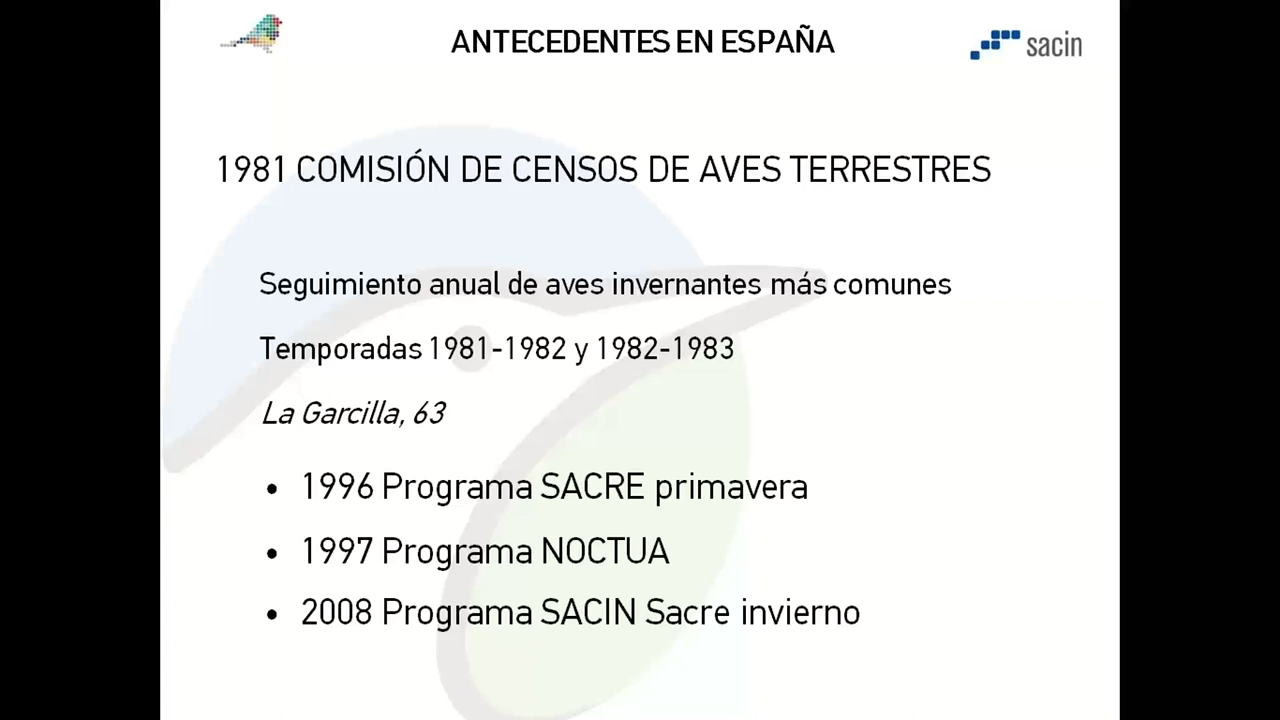 ANTECEDENTES EN ESPAÑA
sacin
1981 COMISIÓN DE CENSOS DE AVES TERRESTRES
Seguimiento anual de aves invernantes más comunes
Temporadas 1981-1982 y 1982-1983
La Garcilla, 63
• 1996 Programa SACRE primavera
• 1997 Programa NOCTUA
• 2008 Programa SACIN Sacre invierno